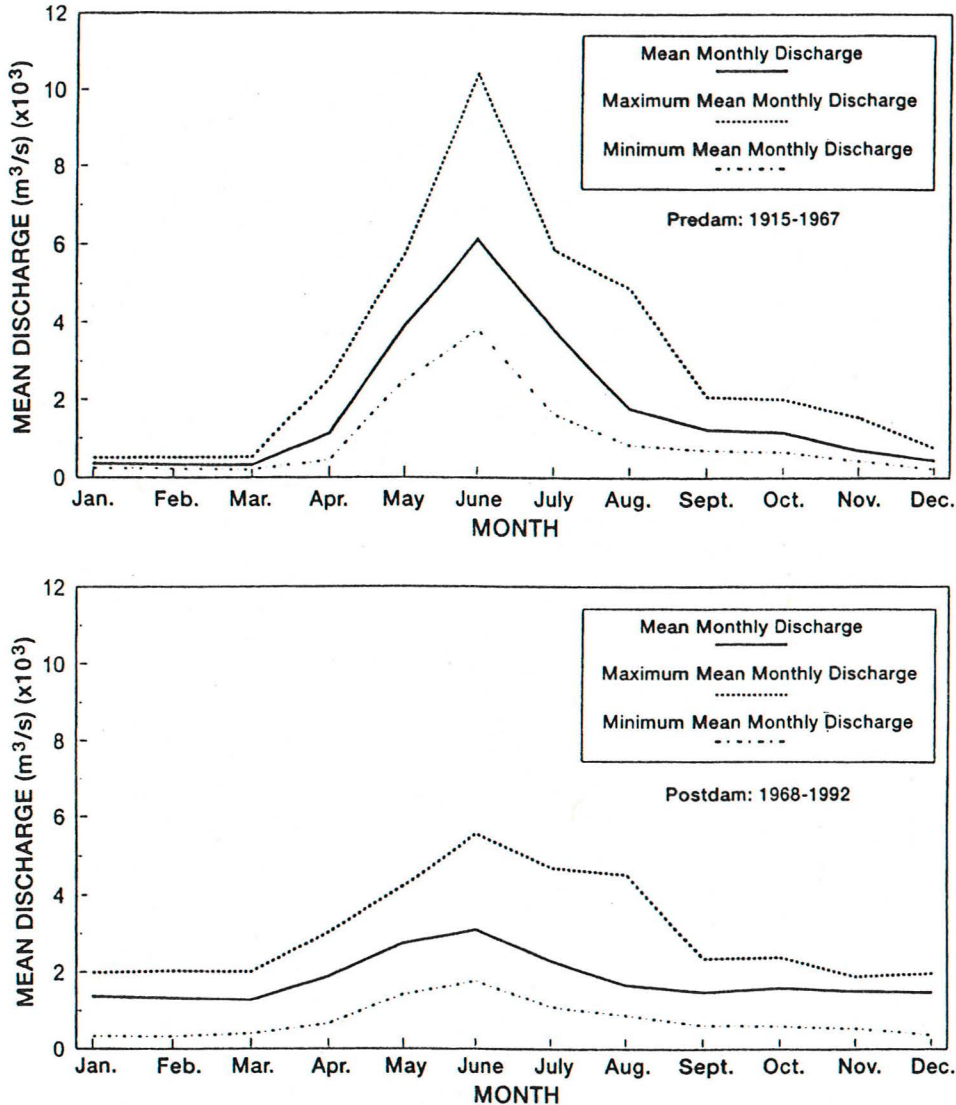 12
10
8
6
4
2
0
MEAN DISCHARGE (m³/s) (x10³)
Mean Monthly Discharge
Maximum Mean Monthly Discharge
Minimum Mean Monthly Discharge
Predam: 1915-1967
Jan. Feb. Mar. Apr. May June July Aug. Sept. Oct. Nov. Dec.
MONTH
12
10
8
6
4
2
0
MEAN DISCHARGE (m³/s) (x10³)
Mean Monthly Discharge
Maximum Mean Monthly Discharge
Minimum Mean Monthly Discharge
Postdam: 1968-1992
Jan. Feb. Mar. Apr. May June July Aug. Sept. Oct. Nov. Dec.
MONTH